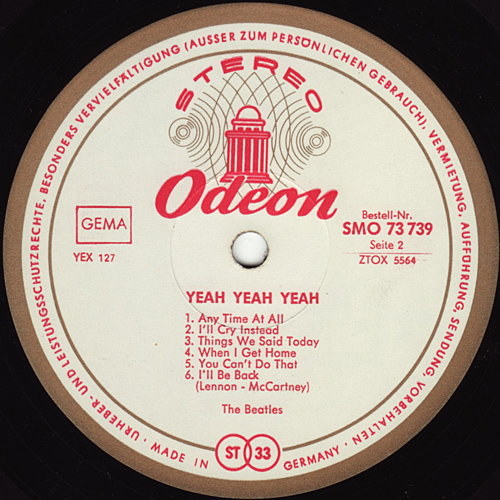 URHEBER- UND LEISTUNGSSCHUTZRECHTE, BESONDERS VERVIELFÄLTIGUNG (AUSSER ZUM PERSÖNLICHEN GEBRAUCH), VERMIETUNG, AUFFÜHRUNG, SENDUNG, VORBEHALTEN ·
STEREO
Odeon
GEMA
YEX 127
Bestell-Nr.
SMO 73 739
Seite 2
ZTOX 5564
YEAH YEAH YEAH
1. Any Time At All
2. I'll Cry Instead
3. Things We Said Today
4. When I Get Home
5. You Can't Do That
6. I'll Be Back
(Lennon - McCartney)
The Beatles
· MADE IN ST 33 GERMANY ·